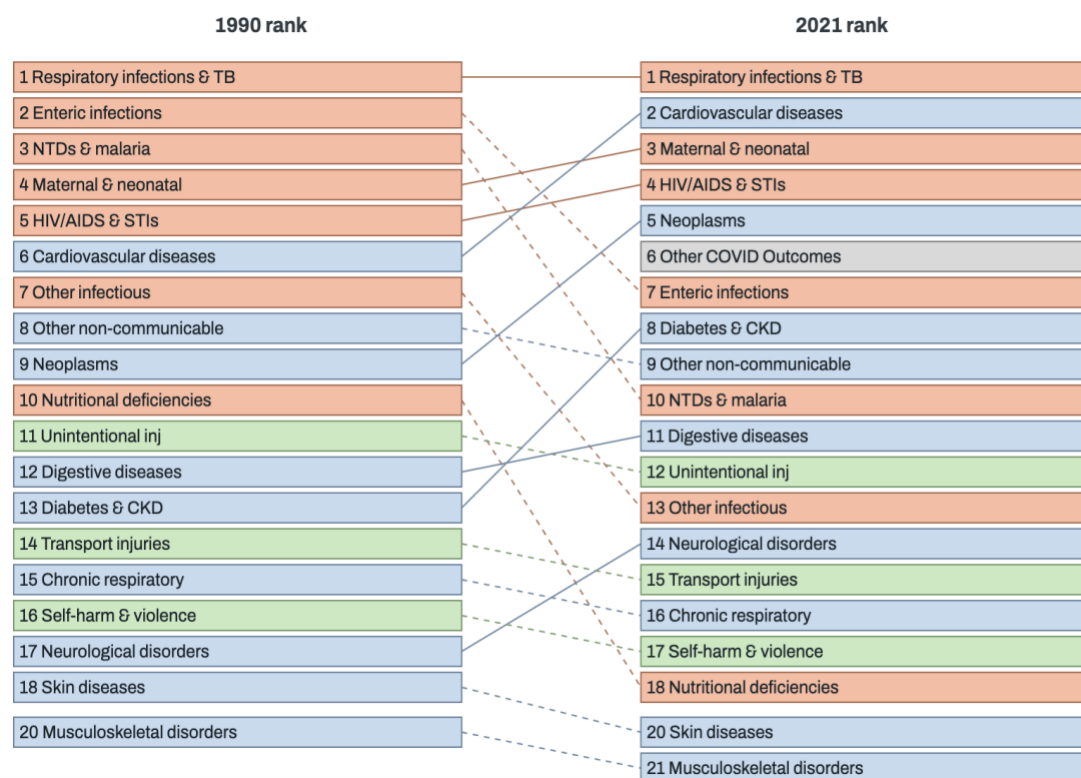 1990 rank
2021 rank
1 Respiratory infections & TB
1 Respiratory infections & TB
2 Enteric infections
2 Cardiovascular diseases
3 NTDs & malaria
3 Maternal & neonatal
4 Maternal & neonatal
4 HIV/AIDS & STIs
5 HIV/AIDS & STIs
5 Neoplasms
6 Cardiovascular diseases
6 Other COVID Outcomes
7 Other infectious
7 Enteric infections
8 Other non-communicable
8 Diabetes & CKD
9 Neoplasms
9 Other non-communicable
10 Nutritional deficiencies
10 NTDs & malaria
11 Unintentional inj
11 Digestive diseases
12 Digestive diseases
12 Unintentional inj
13 Diabetes & CKD
13 Other infectious
14 Transport injuries
14 Neurological disorders
15 Chronic respiratory
15 Transport injuries
16 Self-harm & violence
16 Chronic respiratory
17 Neurological disorders
17 Self-harm & violence
18 Skin diseases
18 Nutritional deficiencies
20 Musculoskeletal disorders
20 Skin diseases
21 Musculoskeletal disorders